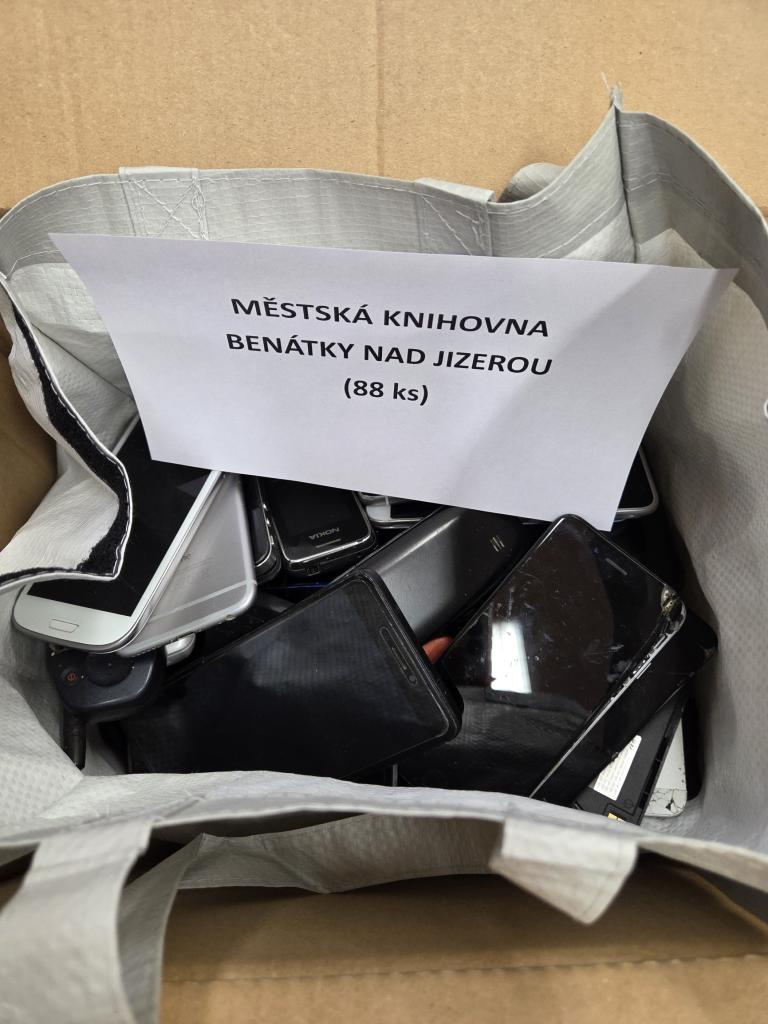 MĚSTSKÁ KNIHOVNA
BENÁTKY NAD JIZEROU
(88 ks)
NOKIA